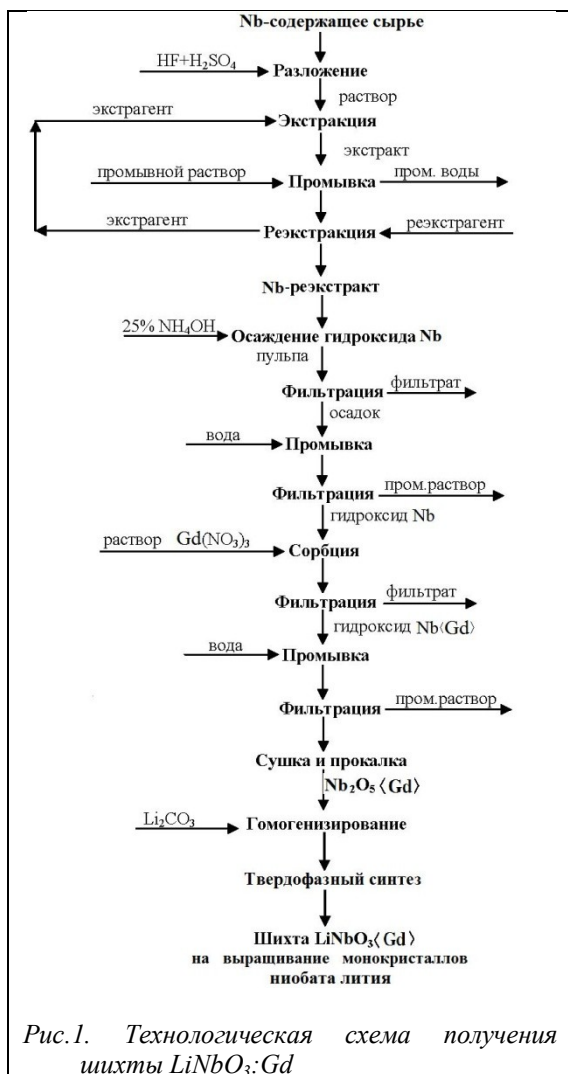 Nb-содержащее сырье
HF+H₂SO₄
Разложение
раствор
экстрагент
Экстракция
экстракт
промывной раствор
Промывка
пром. воды
экстрагент
Реэкстракция
реэкстрагент
Nb-реэкстракт
25% NH₄OH
Осаждение гидроксида Nb
пульпа
Фильтрация
фильтрат
осадок
вода
Промывка
Фильтрация
пром.раствор
гидроксид Nb
раствор Gd(NO₃)₃
Сорбция
Фильтрация
фильтрат
гидроксид Nb⟨Gd⟩
вода
Промывка
Фильтрация
пром.раствор
Сушка и прокалка
Nb₂O₅⟨Gd⟩
Li₂CO₃
Гомогенизирование
Твердофазный синтез
Шихта LiNbO₃⟨Gd⟩
на выращивание монокристаллов
ниобата лития
Рис.1. Технологическая схема получения
шихты LiNbO₃:Gd